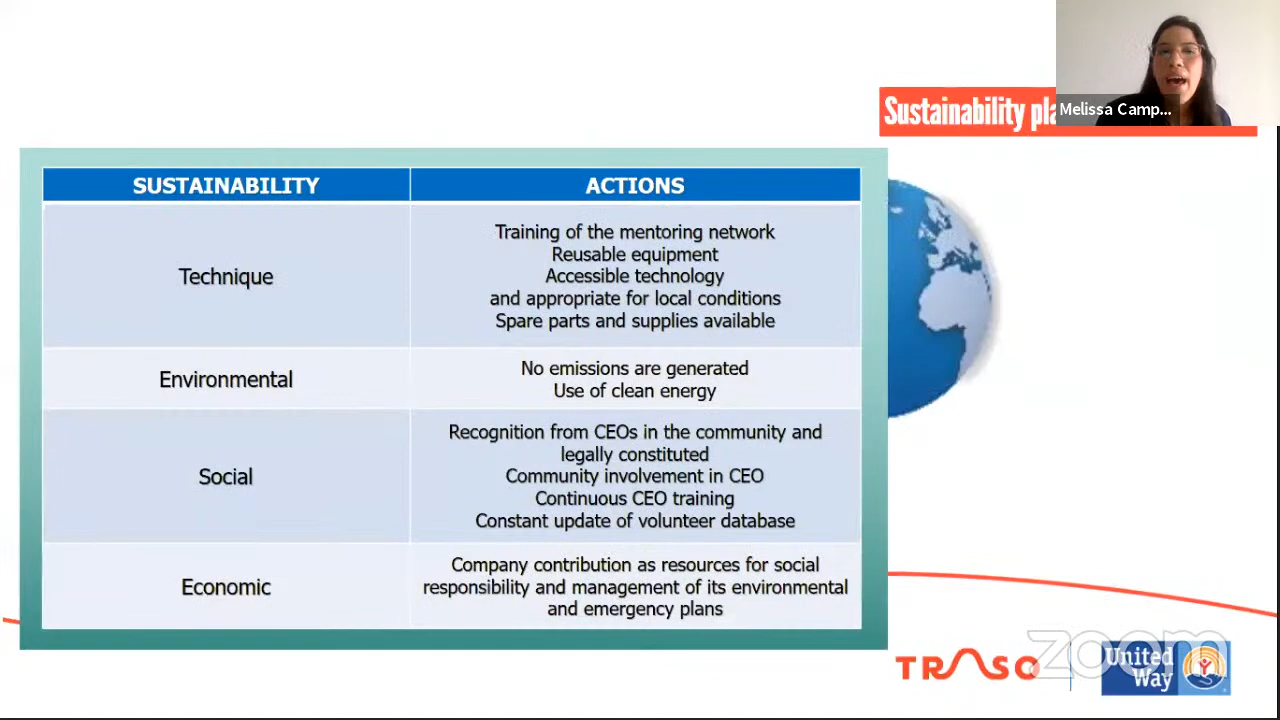 Sustainability pla
Melissa Camp...
SUSTAINABILITY
ACTIONS
Technique
Training of the mentoring network
Reusable equipment
Accessible technology
and appropriate for local conditions
Spare parts and supplies available
Environmental
No emissions are generated
Use of clean energy
Social
Recognition from CEOs in the community and
legally constituted
Community involvement in CEO
Continuous CEO training
Constant update of volunteer database
Economic
Company contribution as resources for social
responsibility and management of its environmental
and emergency plans
TRASO
United
Way
zoom